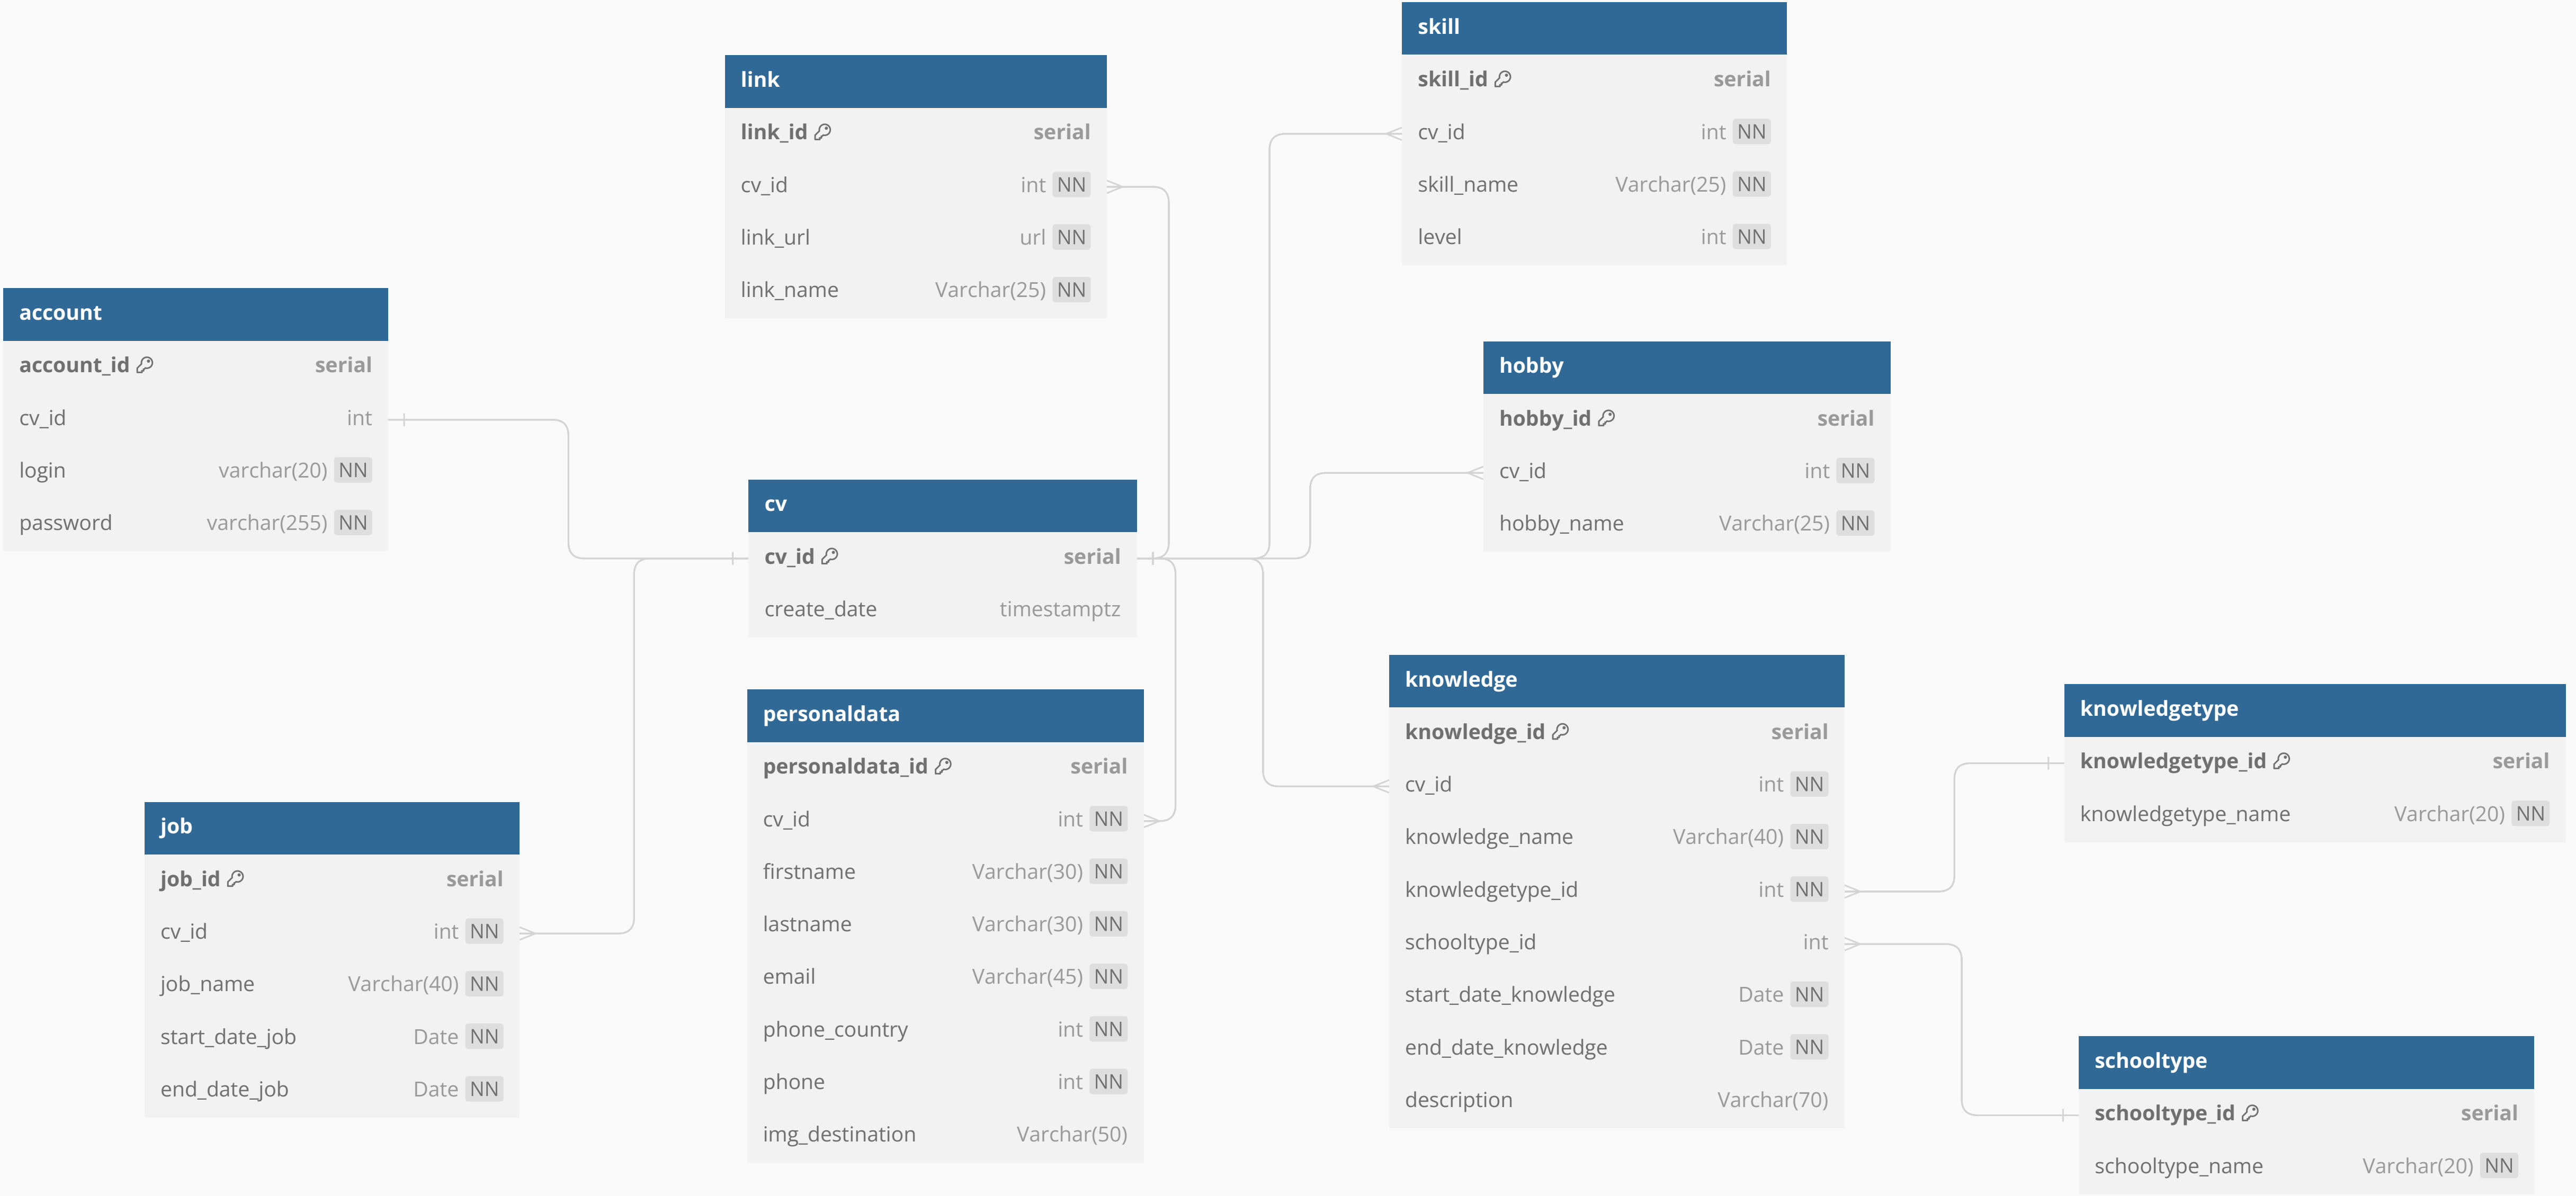 skill
skill_id serial
cv_id int NN
skill_name Varchar(25) NN
level int NN
link
link_id serial
cv_id int NN
link_url url NN
link_name Varchar(25) NN
account
account_id serial
cv_id int
login varchar(20) NN
password varchar(255) NN
hobby
hobby_id serial
cv_id int NN
hobby_name Varchar(25) NN
cv
cv_id serial
create_date timestamptz
personaldata
personaldata_id serial
cv_id int NN
firstname Varchar(30) NN
lastname Varchar(30) NN
email Varchar(45) NN
phone_country int NN
phone int NN
img_destination Varchar(50)
job
job_id serial
cv_id int NN
job_name Varchar(40) NN
start_date_job Date NN
end_date_job Date NN
knowledge
knowledge_id serial
cv_id int NN
knowledge_name Varchar(40) NN
knowledgetype_id int NN
schooltype_id int
start_date_knowledge Date NN
end_date_knowledge Date NN
description Varchar(70)
knowledgetype
knowledgetype_id serial
knowledgetype_name Varchar(20) NN
schooltype
schooltype_id serial
schooltype_name Varchar(20) NN